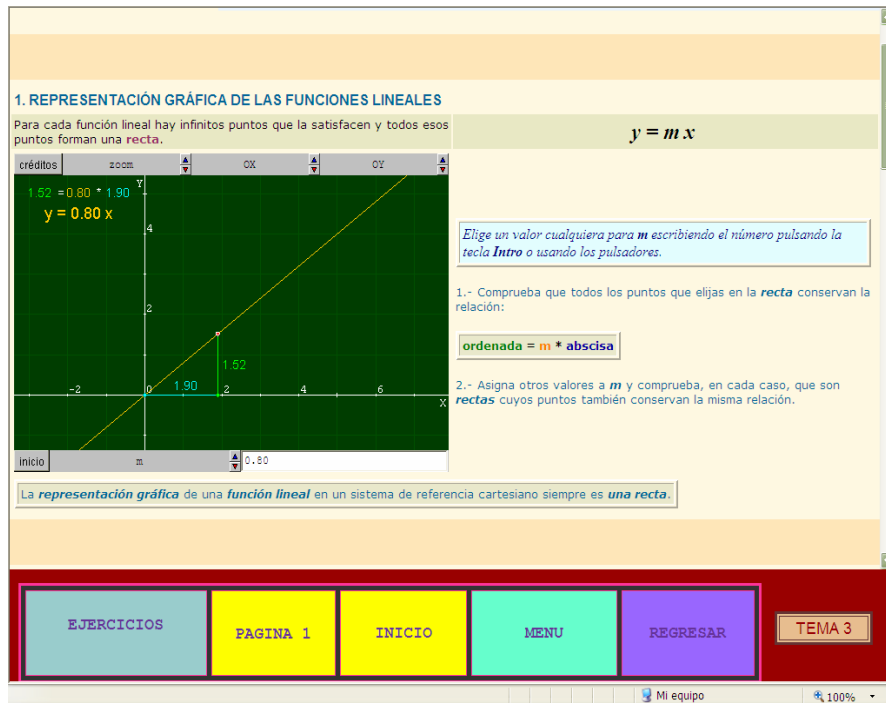 1. REPRESENTACIÓN GRÁFICA DE LAS FUNCIONES LINEALES
Para cada función lineal hay infinitos puntos que la satisfacen y todos esos
puntos forman una recta.
y = m x
créditos zoom OX OY
1.52 =0.80 * 1.90
y = 0.80 x
Y
4
2
1.52
1.90
-2 0 2 4 6
X
inicio m 0.80
Elige un valor cualquiera para m escribiendo el número pulsando la
tecla Intro o usando los pulsadores.
1.- Comprueba que todos los puntos que elijas en la recta conservan la
relación:
ordenada = m * abscisa
2.- Asigna otros valores a m y comprueba, en cada caso, que son
rectas cuyos puntos también conservan la misma relación.
La representación gráfica de una función lineal en un sistema de referencia cartesiano siempre es una recta.
EJERCICIOS
PAGINA 1
INICIO
MENU
REGRESAR
TEMA 3
Mi equipo
100%